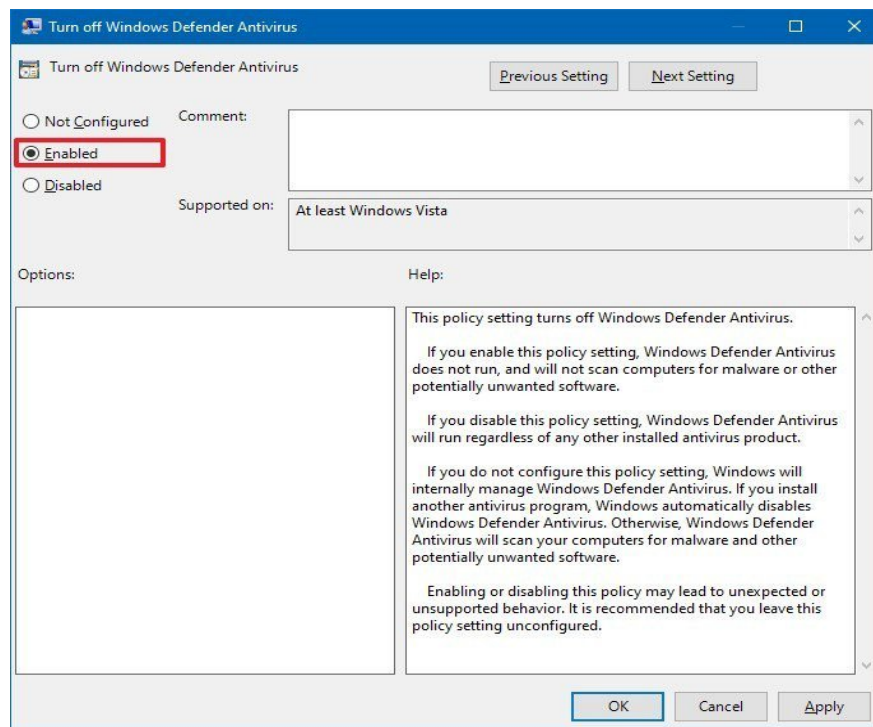 Turn off Windows Defender Antivirus
Turn off Windows Defender Antivirus
Previous Setting
Next Setting
Not Configured
Comment:
Enabled
Disabled
Supported on:
At least Windows Vista
Options:
Help:
This policy setting turns off Windows Defender Antivirus.
If you enable this policy setting, Windows Defender Antivirus
does not run, and will not scan computers for malware or other
potentially unwanted software.
If you disable this policy setting, Windows Defender Antivirus
will run regardless of any other installed antivirus product.
If you do not configure this policy setting, Windows will
internally manage Windows Defender Antivirus. If you install
another antivirus program, Windows automatically disables
Windows Defender Antivirus. Otherwise, Windows Defender
Antivirus will scan your computers for malware and other
potentially unwanted software.
Enabling or disabling this policy may lead to unexpected or
unsupported behavior. It is recommended that you leave this
policy setting unconfigured.
OK
Cancel
Apply